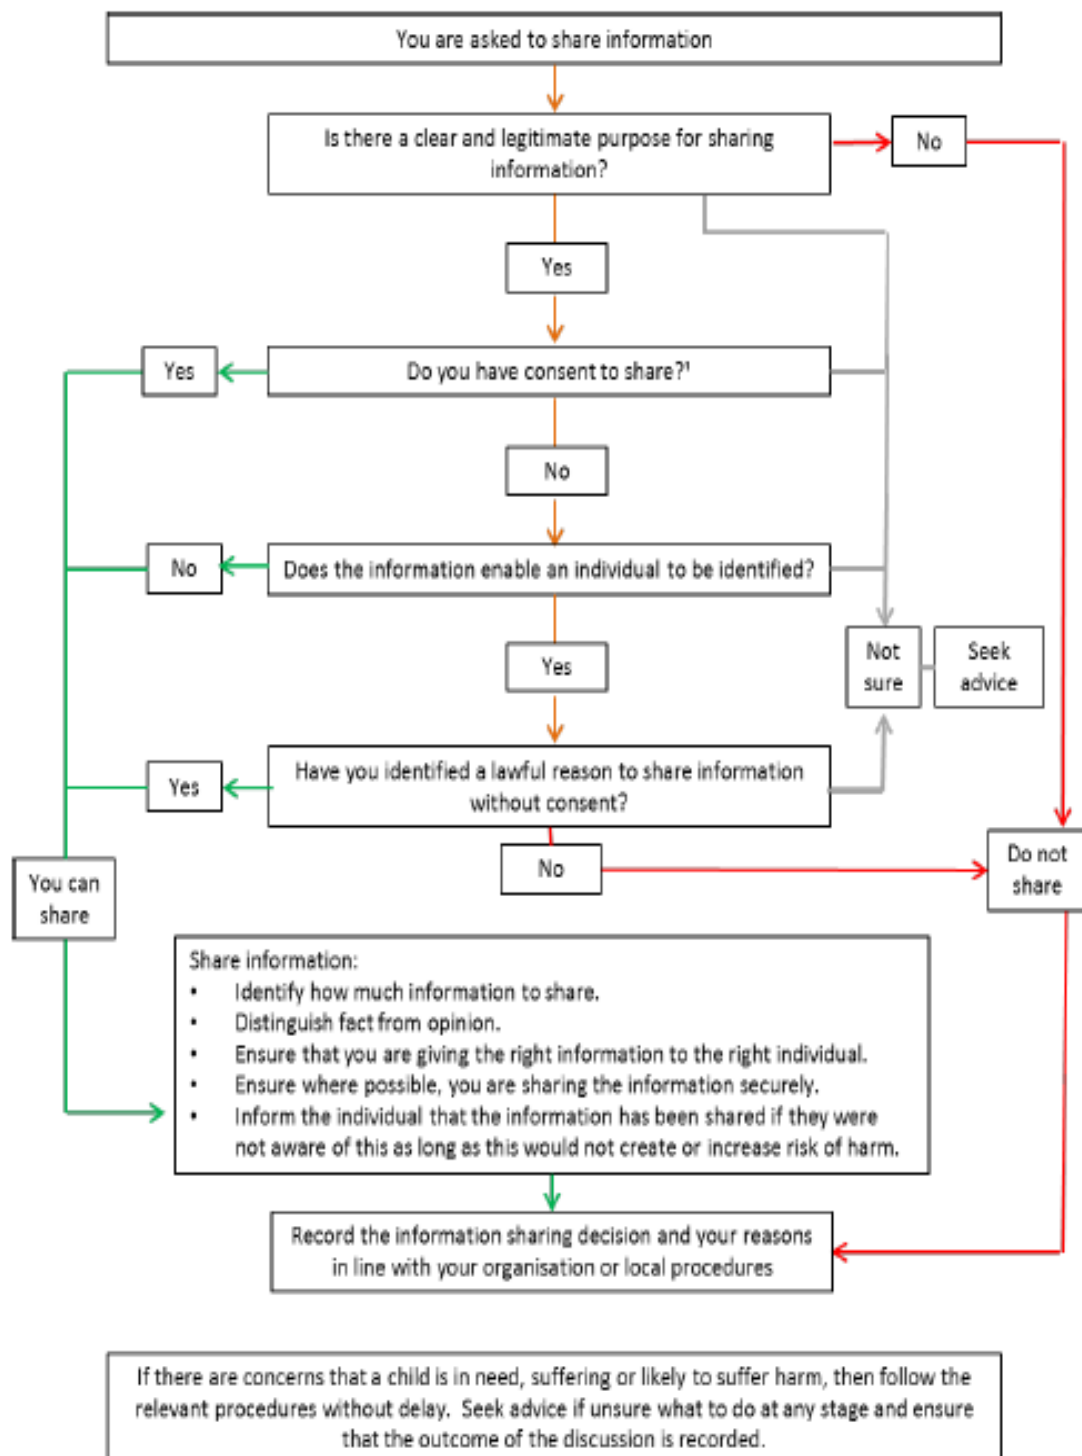 You are asked to share information
Is there a clear and legitimate purpose for sharing
information?
No
Yes
Yes
Do you have consent to share?¹
No
No
Does the information enable an individual to be identified?
Yes
Not
sure
Seek
advice
Yes
Have you identified a lawful reason to share information
without consent?
No
Do not
share
You can
share
Share information:
• Identify how much information to share.
• Distinguish fact from opinion.
• Ensure that you are giving the right information to the right individual.
• Ensure where possible, you are sharing the information securely.
• Inform the individual that the information has been shared if they were
not aware of this as long as this would not create or increase risk of harm.
Record the information sharing decision and your reasons
in line with your organisation or local procedures
If there are concerns that a child is in need, suffering or likely to suffer harm, then follow the
relevant procedures without delay. Seek advice if unsure what to do at any stage and ensure
that the outcome of the discussion is recorded.